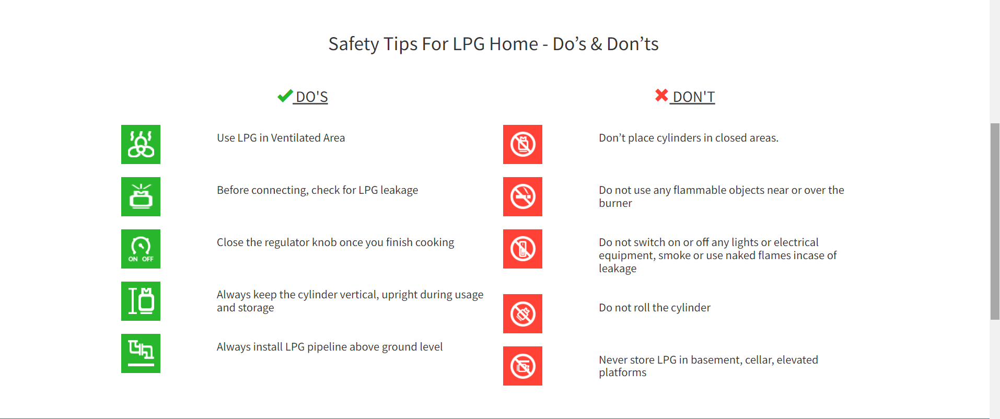 Safety Tips For LPG Home - Do’s & Don’ts
DO'S
Use LPG in Ventilated Area
Before connecting, check for LPG leakage
ON OFF
Close the regulator knob once you finish cooking
Always keep the cylinder vertical, upright during usage
and storage
Always install LPG pipeline above ground level
DON'T
Don’t place cylinders in closed areas.
Do not use any flammable objects near or over the
burner
Do not switch on or off any lights or electrical
equipment, smoke or use naked flames incase of
leakage
Do not roll the cylinder
Never store LPG in basement, cellar, elevated
platforms